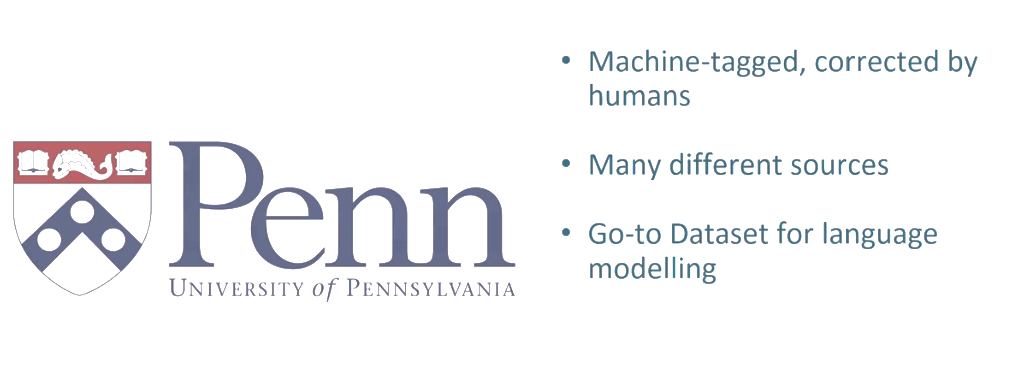 Penn
UNIVERSITY of PENNSYLVANIA
• Machine-tagged, corrected by
humans
• Many different sources
• Go-to Dataset for language
modelling